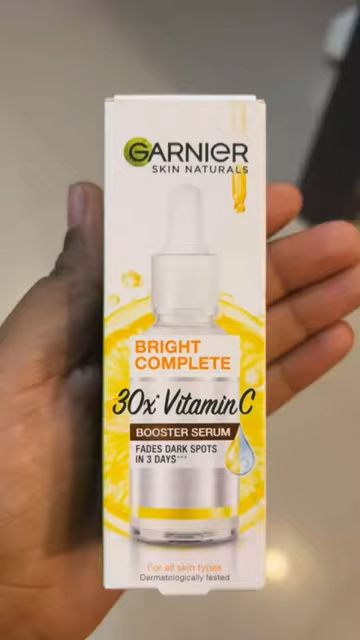 GARNIER
SKIN NATURALS
BRIGHT
COMPLETE
30x* Vitamin C
BOOSTER SERUM
FADES DARK SPOTS
IN 3 DAYS***
For all skin types
Dermatologically tested